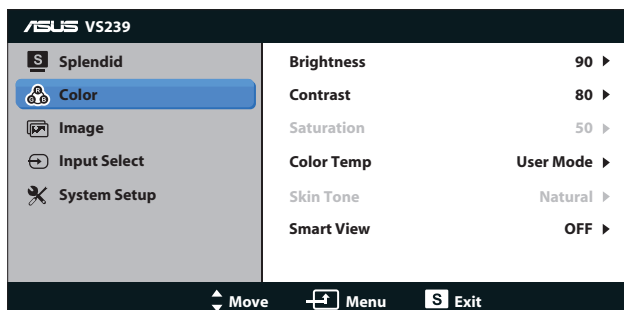 ASUS VS239
S Splendid
R G B Color
Image
Input Select
System Setup
Brightness 90
Contrast 80
Saturation 50
Color Temp User Mode
Skin Tone Natural
Smart View OFF
Move Menu S Exit